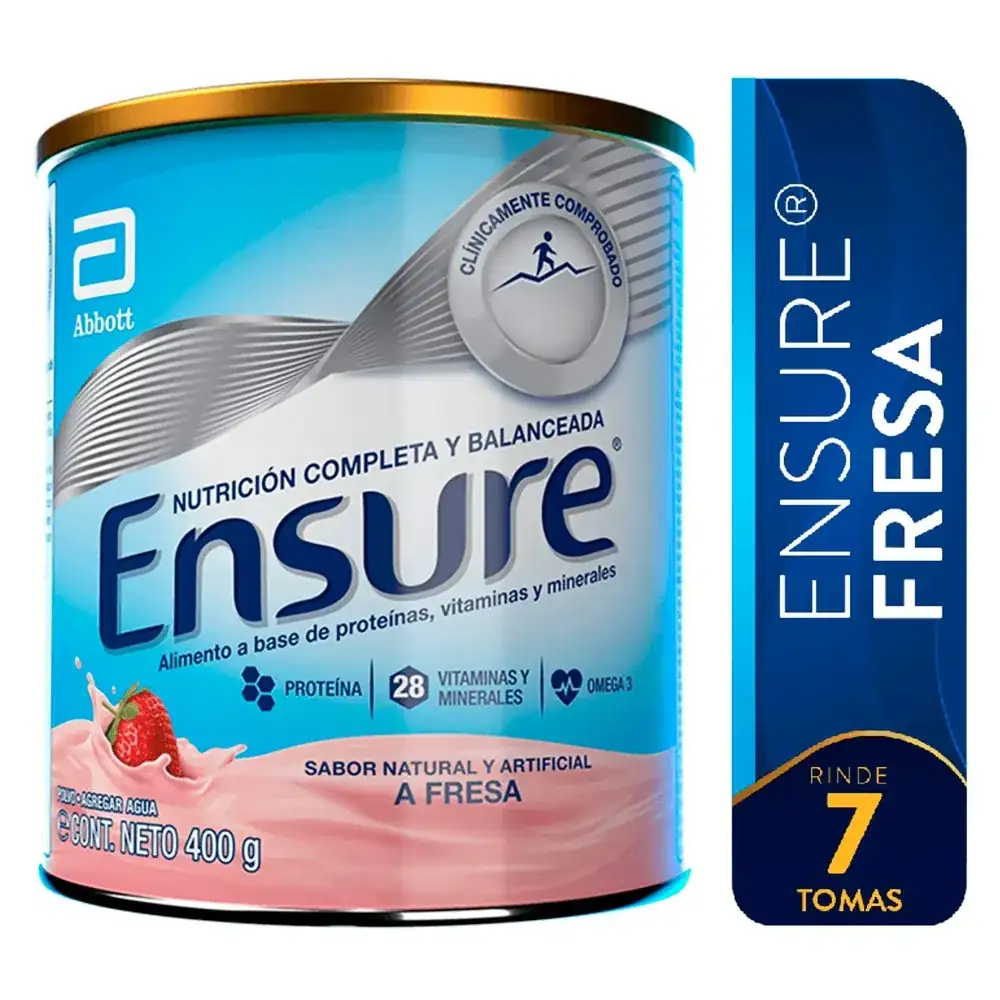 Abbott
CLÍNICAMENTE COMPROBADO
NUTRICIÓN COMPLETA Y BALANCEADA
Ensure®
Alimento a base de proteínas, vitaminas y minerales
PROTEÍNA
28 VITAMINAS Y
MINERALES
OMEGA 3
SABOR NATURAL Y ARTIFICIAL
A FRESA
POLVO • AGREGAR AGUA
℮ CONT. NETO 400 g
ENSURE®
FRESA
RINDE
7
TOMAS